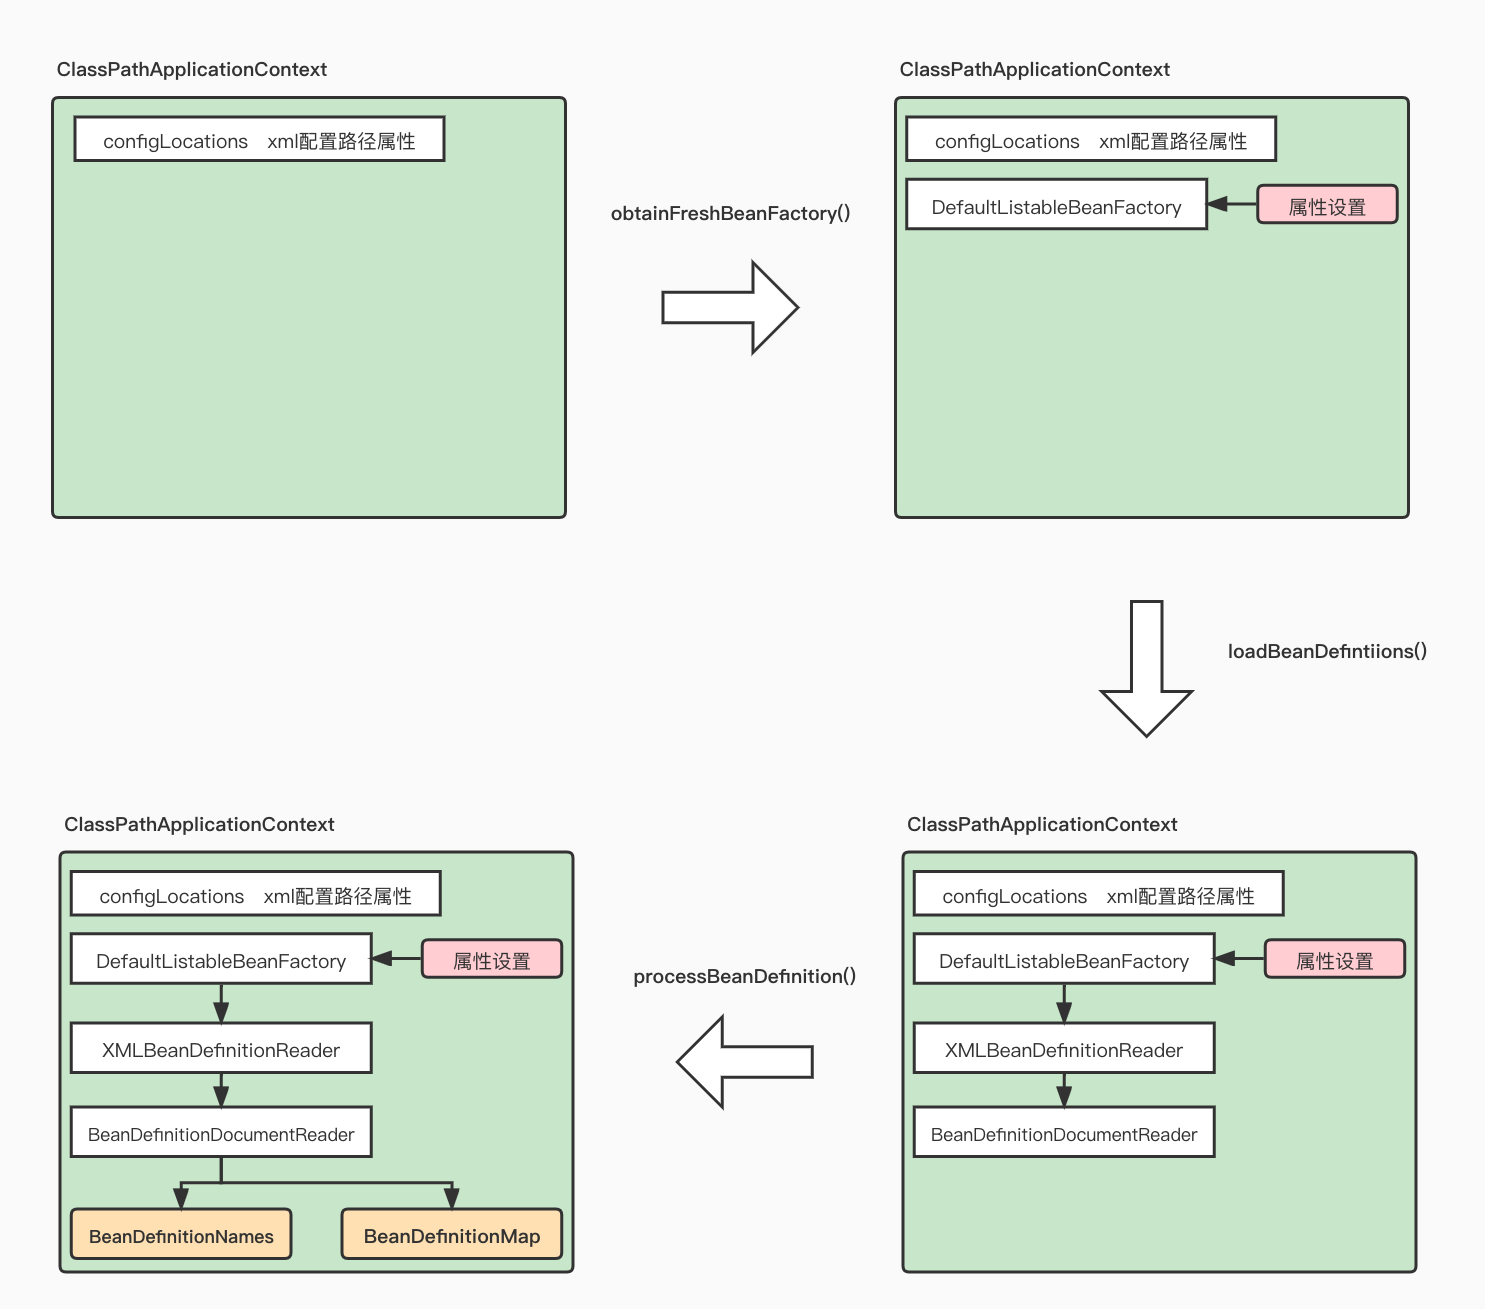 ClassPathApplicationContext
configLocations xml配置路径属性
obtainFreshBeanFactory()
ClassPathApplicationContext
configLocations xml配置路径属性
DefaultListableBeanFactory
属性设置
loadBeanDefintiions()
ClassPathApplicationContext
configLocations xml配置路径属性
DefaultListableBeanFactory
属性设置
XMLBeanDefinitionReader
BeanDefinitionDocumentReader
processBeanDefinition()
ClassPathApplicationContext
configLocations xml配置路径属性
DefaultListableBeanFactory
属性设置
XMLBeanDefinitionReader
BeanDefinitionDocumentReader
BeanDefinitionNames
BeanDefinitionMap